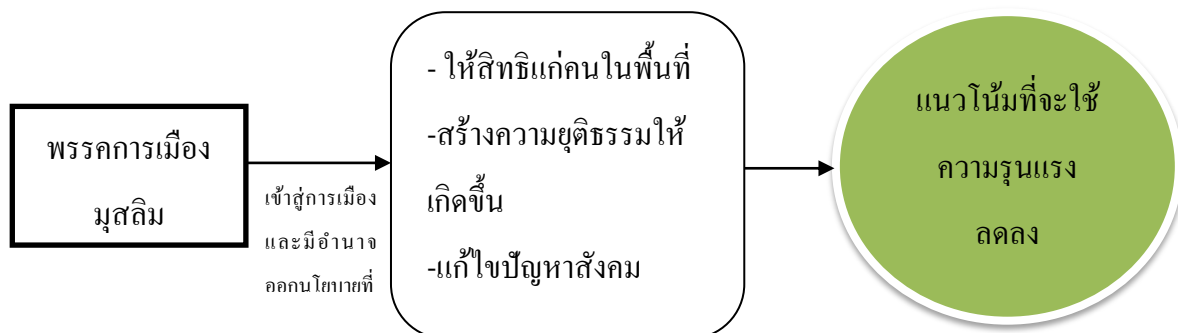 พรรคการเมือง
มุสลิม
เข้าสู่การเมือง
และมีอำนาจ
ออกนโยบายที่
- ให้สิทธิแก่คนในพื้นที่
-สร้างความยุติธรรมให้
เกิดขึ้น
-แก้ไขปัญหาสังคม
แนวโน้มที่จะใช้
ความรุนแรง
ลดลง